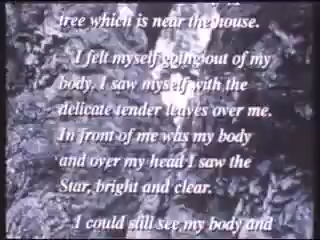 tree which is near the house.
I felt myself going out of my
body. I saw myself with the
delicate tender leaves over me.
In front of me was my body
and over my head I saw the
Star, bright and clear.
I could still see my body and